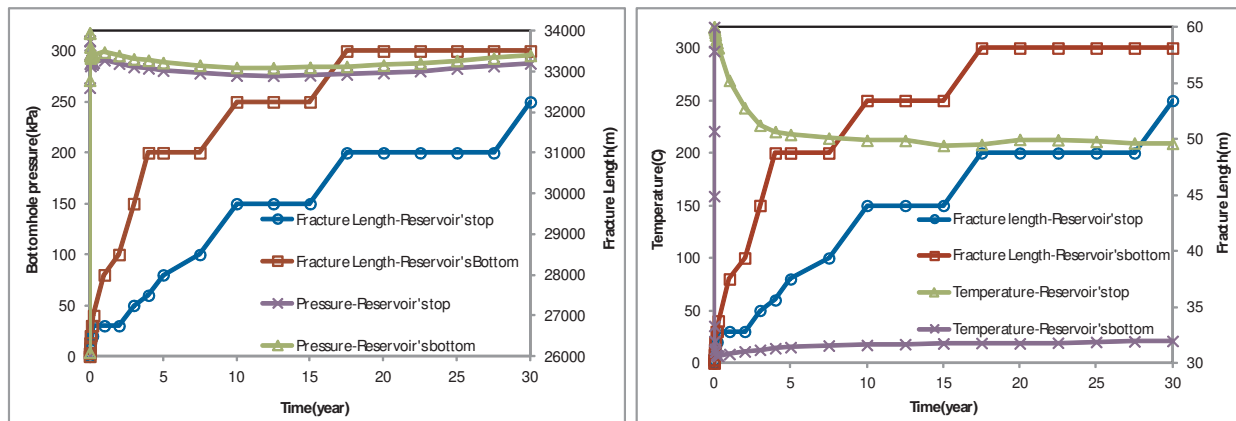 300
250
200
150
100
50
0
Bottomhole pressure(kPa)
34000
33000
32000
31000
30000
29000
28000
27000
26000
Fracture Length(m)
Fracture Length-Reservoir'stop
Fracture Length-Reservoir'sBottom
Pressure-Reservoir'stop
Pressure-Reservoir'sbottom
0 5 10 15 20 25 30
Time(year)
300
250
200
150
100
50
0
Temperature(C)
60
55
50
45
40
35
30
Fracture Length(m)
Fracture length-Reservoir'stop
Fracture Length-Reservoir'sbottom
Temperature-Reservoir'stop
Temperature-Reservoir'sbottom
0 5 10 15 20 25 30
Time(year)